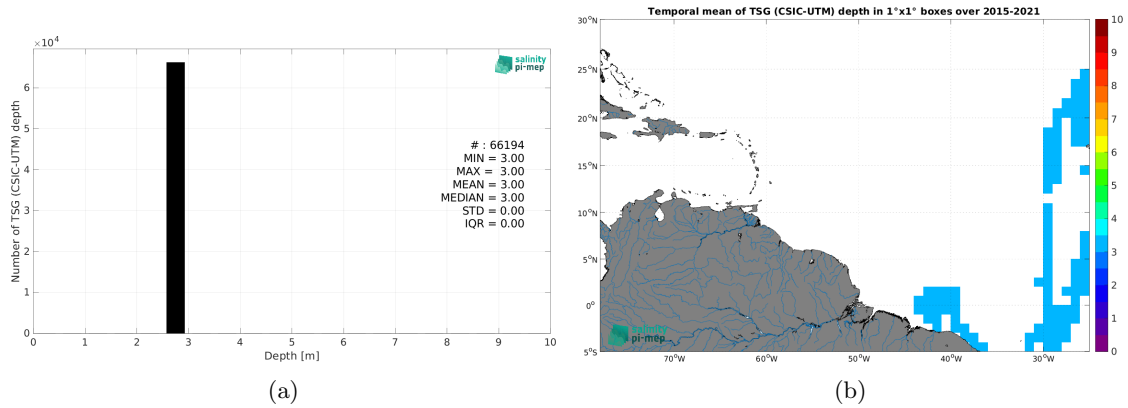 ×10⁴
6
5
4
3
2
1
0
Number of TSG (CSIC-UTM) depth
0 1 2 3 4 5 6 7 8 9 10
Depth [m]
salinity
pi-mep
# : 66194
MIN = 3.00
MAX = 3.00
MEAN = 3.00
MEDIAN = 3.00
STD = 0.00
IQR = 0.00
(a)
Temporal mean of TSG (CSIC-UTM) depth in 1°x1° boxes over 2015-2021
30°N
25°N
20°N
15°N
10°N
5°N
0°
5°S
70°W 60°W 50°W 40°W 30°W
salinity
pi-mep
10
9
8
7
6
5
4
3
2
1
0
(b)